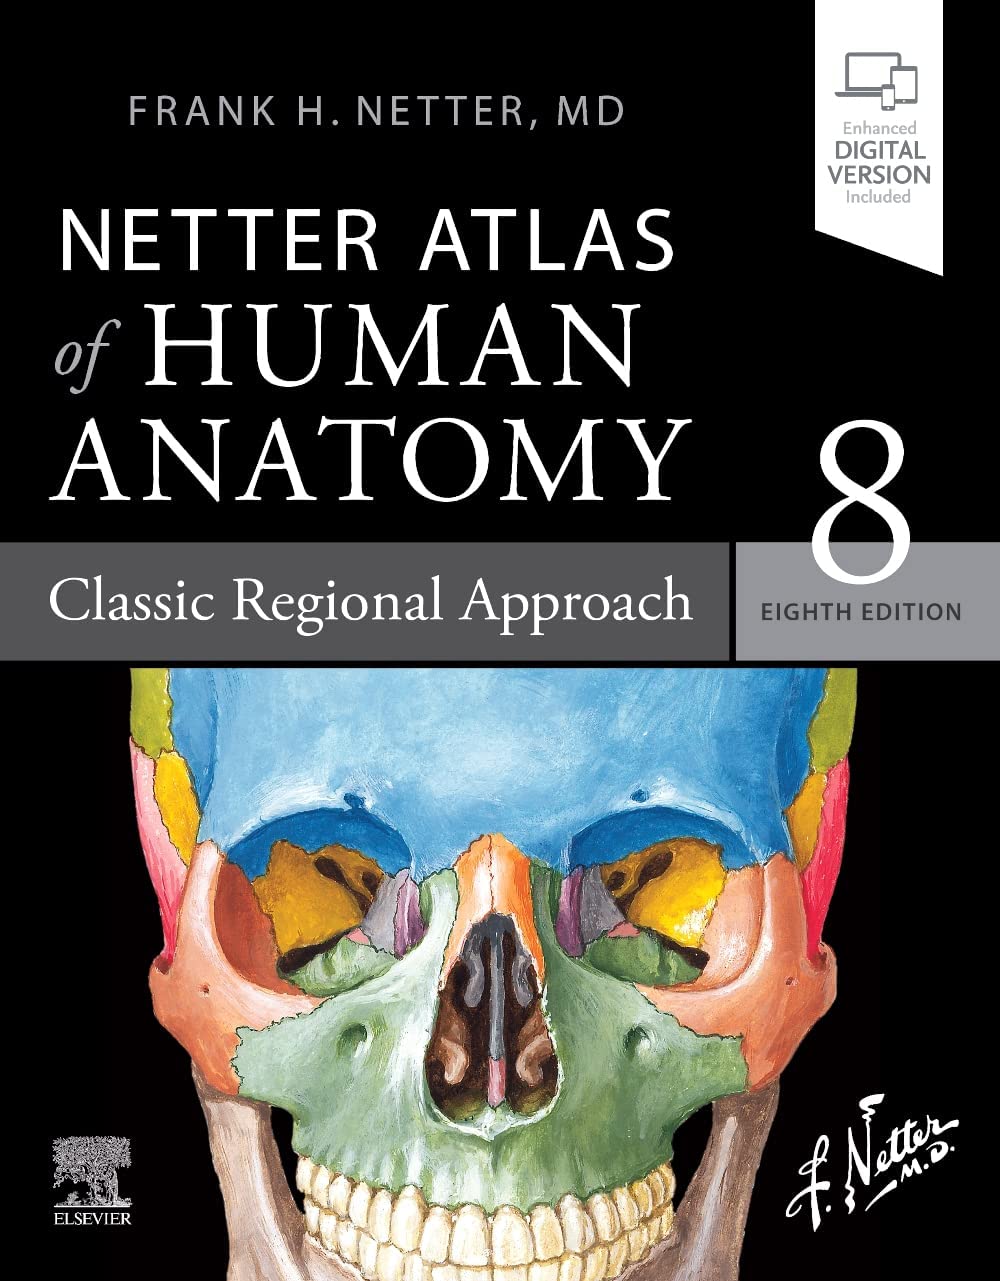 FRANK H. NETTER, MD
Enhanced
DIGITAL
VERSION
Included
NETTER ATLAS
of HUMAN
ANATOMY
8
Classic Regional Approach
EIGHTH EDITION
F. Netter
M.D.
ELSEVIER